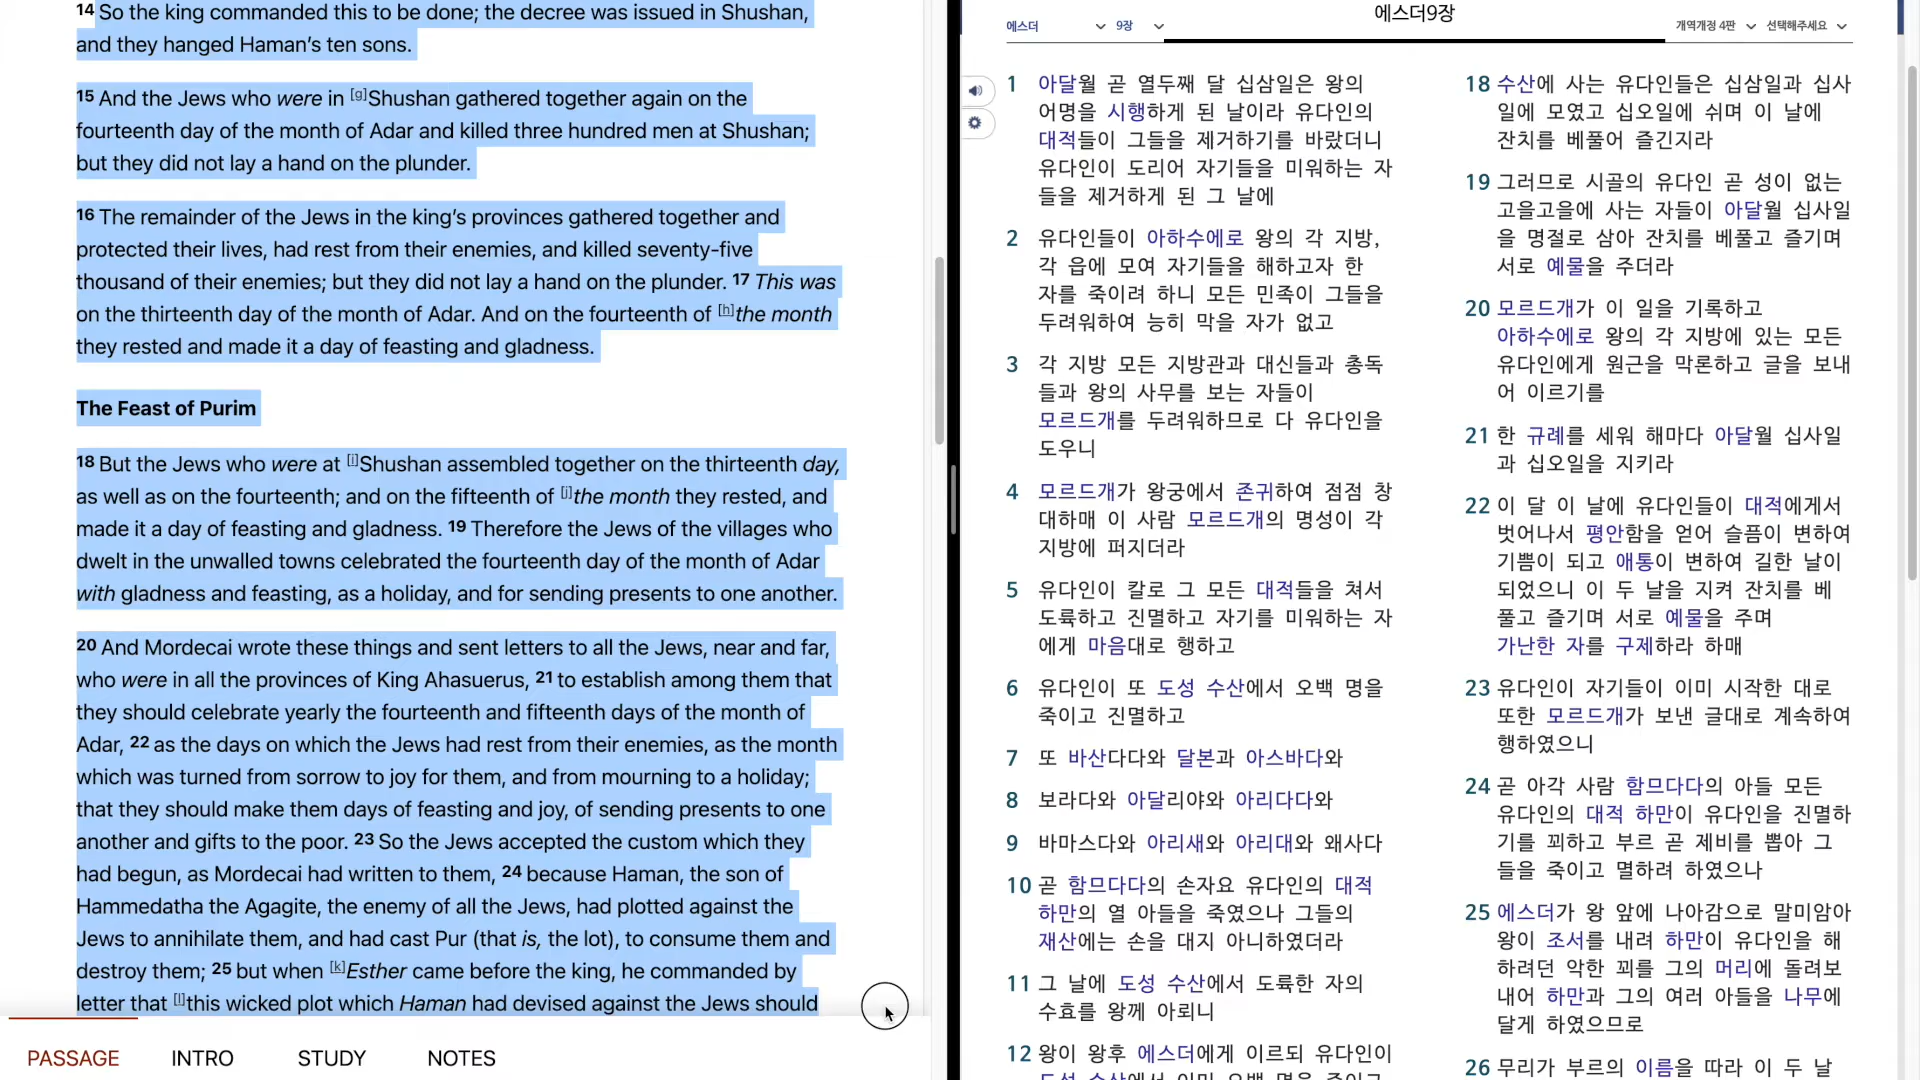 14 So the king commanded this to be done; the decree was issued in Shushan,
and they hanged Haman’s ten sons.
15 And the Jews who were in [g]Shushan gathered together again on the
fourteenth day of the month of Adar and killed three hundred men at Shushan;
but they did not lay a hand on the plunder.
16 The remainder of the Jews in the king’s provinces gathered together and
protected their lives, had rest from their enemies, and killed seventy-five
thousand of their enemies; but they did not lay a hand on the plunder. 17 This was
on the thirteenth day of the month of Adar. And on the fourteenth of [h]the month
they rested and made it a day of feasting and gladness.
The Feast of Purim
18 But the Jews who were at [i]Shushan assembled together on the thirteenth day,
as well as on the fourteenth; and on the fifteenth of [j]the month they rested, and
made it a day of feasting and gladness. 19 Therefore the Jews of the villages who
dwelt in the unwalled towns celebrated the fourteenth day of the month of Adar
with gladness and feasting, as a holiday, and for sending presents to one another.
20 And Mordecai wrote these things and sent letters to all the Jews, near and far,
who were in all the provinces of King Ahasuerus, 21 to establish among them that
they should celebrate yearly the fourteenth and fifteenth days of the month of
Adar, 22 as the days on which the Jews had rest from their enemies, as the month
which was turned from sorrow to joy for them, and from mourning to a holiday;
that they should make them days of feasting and joy, of sending presents to one
another and gifts to the poor. 23 So the Jews accepted the custom which they
had begun, as Mordecai had written to them, 24 because Haman, the son of
Hammedatha the Agagite, the enemy of all the Jews, had plotted against the
Jews to annihilate them, and had cast Pur (that is, the lot), to consume them and
destroy them; 25 but when [k]Esther came before the king, he commanded by
letter that [l]this wicked plot which Haman had devised against the Jews should
PASSAGE INTRO STUDY NOTES
에스더 9장 에스더9장 개역개정 4판 선택해주세요
1 아달월 곧 열두째 달 십삼일은 왕의
어명을 시행하게 된 날이라 유다인의
대적들이 그들을 제거하기를 바랐더니
유다인이 도리어 자기들을 미워하는 자
들을 제거하게 된 그 날에
2 유다인들이 아하수에로 왕의 각 지방,
각 읍에 모여 자기들을 해하고자 한
자를 죽이려 하니 모든 민족이 그들을
두려워하여 능히 막을 자가 없고
3 각 지방 모든 지방관과 대신들과 총독
들과 왕의 사무를 보는 자들이
모르드개를 두려워하므로 다 유다인을
도우니
4 모르드개가 왕궁에서 존귀하여 점점 창
대하매 이 사람 모르드개의 명성이 각
지방에 퍼지더라
5 유다인이 칼로 그 모든 대적들을 쳐서
도륙하고 진멸하고 자기를 미워하는 자
에게 마음대로 행하고
6 유다인이 또 도성 수산에서 오백 명을
죽이고 진멸하고
7 또 바산다다와 달본과 아스바다와
8 보라다와 아달리야와 아리다다와
9 바마스다와 아리새와 아리대와 왜사다
10 곧 함므다다의 손자요 유다인의 대적
하만의 열 아들을 죽였으나 그들의
재산에는 손을 대지 아니하였더라
11 그 날에 도성 수산에서 도륙한 자의
수효를 왕께 아뢰니
12 왕이 왕후 에스더에게 이르되 유다인이
도성 수산에서 이미 오백 명을 죽이고
18 수산에 사는 유다인들은 십삼일과 십사
일에 모였고 십오일에 쉬며 이 날에
잔치를 베풀어 즐긴지라
19 그러므로 시골의 유다인 곧 성이 없는
고을고을에 사는 자들이 아달월 십사일
을 명절로 삼아 잔치를 베풀고 즐기며
서로 예물을 주더라
20 모르드개가 이 일을 기록하고
아하수에로 왕의 각 지방에 있는 모든
유다인에게 원근을 막론하고 글을 보내
어 이르기를
21 한 규례를 세워 해마다 아달월 십사일
과 십오일을 지키라
22 이 달 이 날에 유다인들이 대적에게서
벗어나서 평안함을 얻어 슬픔이 변하여
기쁨이 되고 애통이 변하여 길한 날이
되었으니 이 두 날을 지켜 잔치를 베
풀고 즐기며 서로 예물을 주며
가난한 자를 구제하라 하매
23 유다인이 자기들이 이미 시작한 대로
또한 모르드개가 보낸 글대로 계속하여
행하였으니
24 곧 아각 사람 함므다다의 아들 모든
유다인의 대적 하만이 유다인을 진멸하
기를 꾀하고 부르 곧 제비를 뽑아 그
들을 죽이고 멸하려 하였으나
25 에스더가 왕 앞에 나아감으로 말미암아
왕이 조서를 내려 하만이 유다인을 해
하려던 악한 꾀를 그의 머리에 돌려보
내어 하만과 그의 여러 아들을 나무에
달게 하였으므로
26 무리가 부르의 이름을 따라 이 두 날